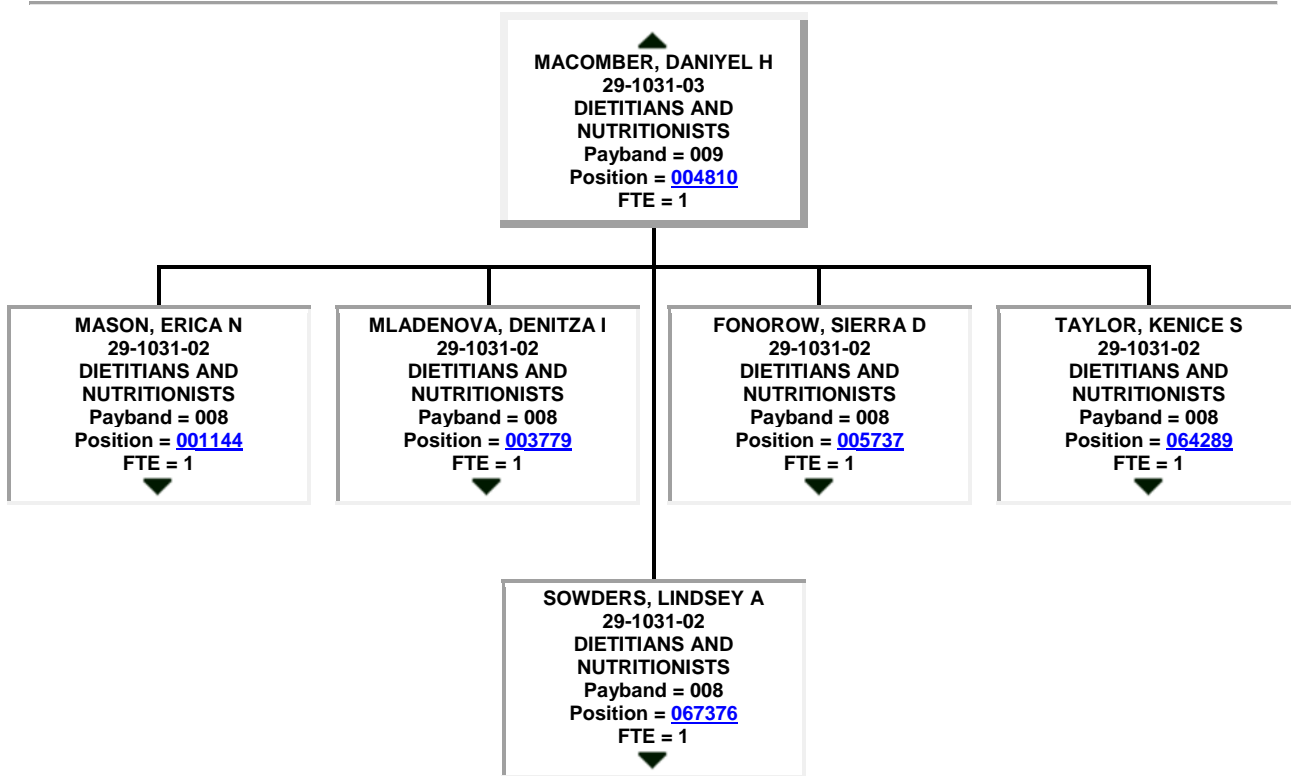 MACOMBER, DANIYEL H
29-1031-03
DIETITIANS AND
NUTRITIONISTS
Payband = 009
Position = 004810
FTE = 1
MASON, ERICA N
29-1031-02
DIETITIANS AND
NUTRITIONISTS
Payband = 008
Position = 001144
FTE = 1
MLADENOVA, DENITZA I
29-1031-02
DIETITIANS AND
NUTRITIONISTS
Payband = 008
Position = 003779
FTE = 1
FONOROW, SIERRA D
29-1031-02
DIETITIANS AND
NUTRITIONISTS
Payband = 008
Position = 005737
FTE = 1
TAYLOR, KENICE S
29-1031-02
DIETITIANS AND
NUTRITIONISTS
Payband = 008
Position = 064289
FTE = 1
SOWDERS, LINDSEY A
29-1031-02
DIETITIANS AND
NUTRITIONISTS
Payband = 008
Position = 067376
FTE = 1